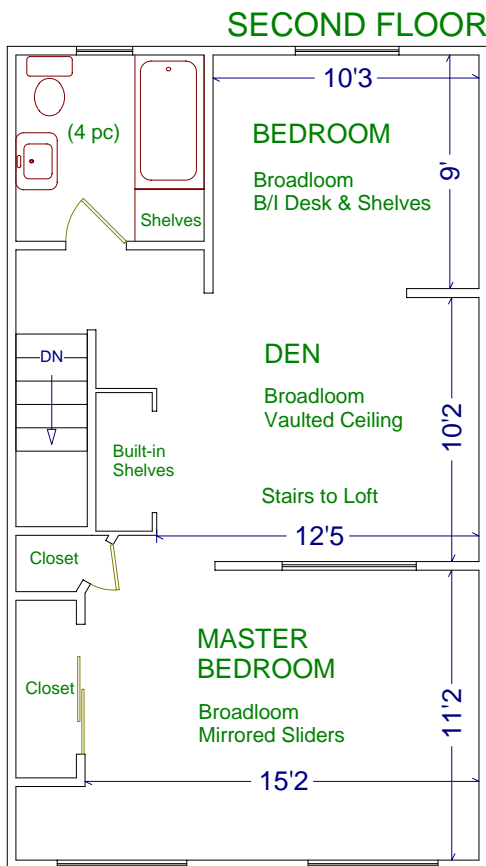 SECOND FLOOR
10'3
(4 pc)
BEDROOM
9'
Broadloom
B/I Desk & Shelves
Shelves
DN
DEN
Broadloom
Vaulted Ceiling
10'2
Built-in
Shelves
Stairs to Loft
12'5
Closet
MASTER
BEDROOM
Closet
Broadloom
Mirrored Sliders
11'2
15'2